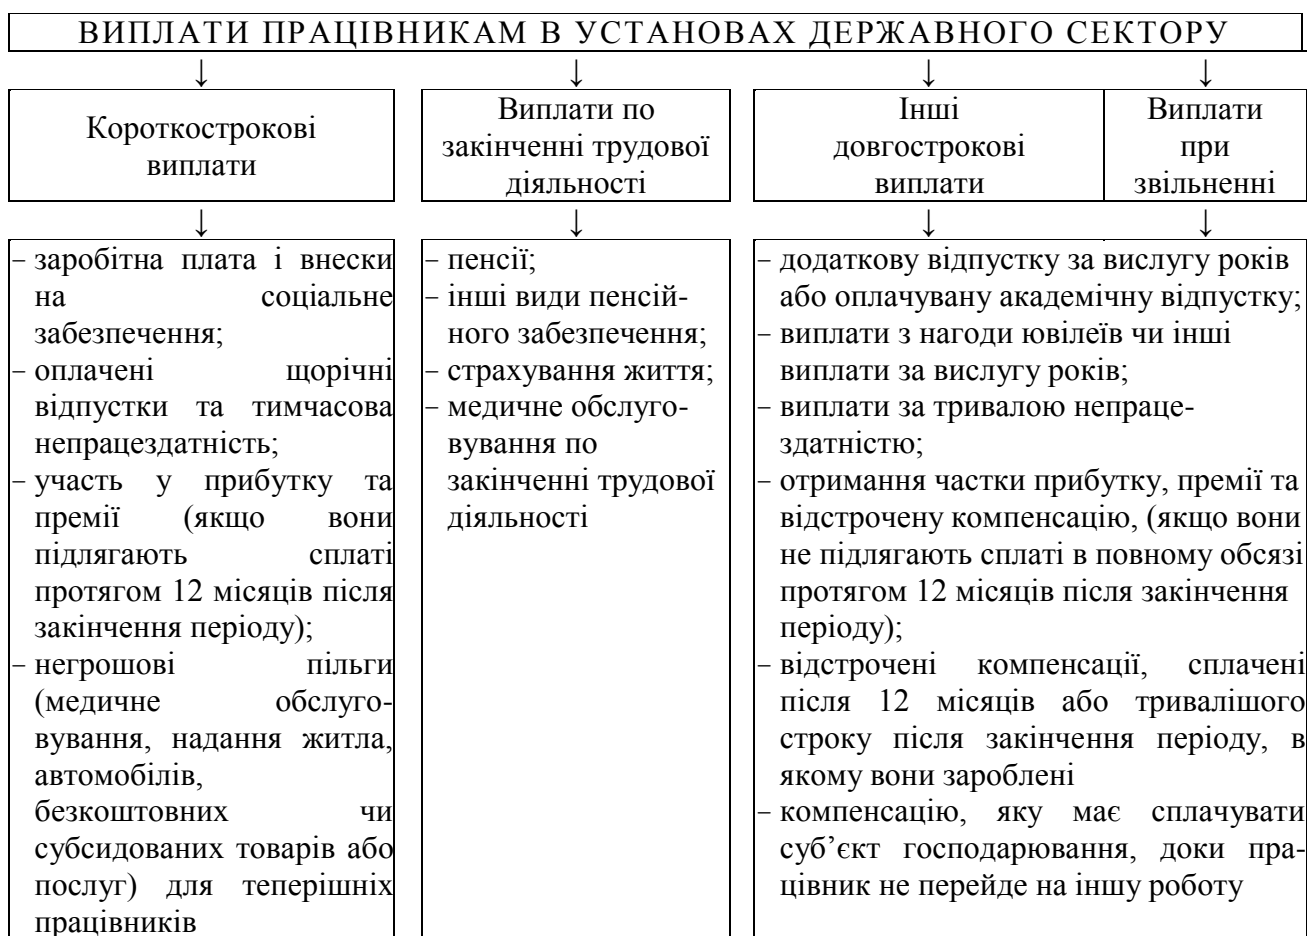 ВИПЛАТИ ПРАЦІВНИКАМ В УСТАНОВАХ ДЕРЖАВНОГО СЕКТОРУ
↓ ↓ ↓ ↓
Короткострокові
виплати
Виплати по
закінченні трудової
діяльності
Інші
довгострокові
виплати
Виплати
при
звільненні
↓ ↓ ↓ ↓
− заробітна плата і внески
на соціальне
забезпечення;
− оплачені щорічні
відпустки та тимчасова
непрацездатність;
− участь у прибутку та
премії (якщо вони
підлягають сплаті
протягом 12 місяців після
закінчення періоду);
− негрошові пільги
(медичне обслуго-
вування, надання житла,
автомобілів,
безкоштовних чи
субсидованих товарів або
послуг) для теперішніх
працівників
− пенсії;
− інші види пенсій-
ного забезпечення;
− страхування життя;
− медичне обслуго-
вування по
закінченні трудової
діяльності
− додаткову відпустку за вислугу років
або оплачувану академічну відпустку;
− виплати з нагоди ювілеїв чи інші
виплати за вислугу років;
− виплати за тривалою непраце-
здатністю;
− отримання частки прибутку, премії та
відстрочену компенсацію, (якщо вони
не підлягають сплаті в повному обсязі
протягом 12 місяців після закінчення
періоду);
− відстрочені компенсації, сплачені
після 12 місяців або тривалішого
строку після закінчення періоду, в
якому вони зароблені
− компенсацію, яку має сплачувати
суб’єкт господарювання, доки пра-
цівник не перейде на іншу роботу